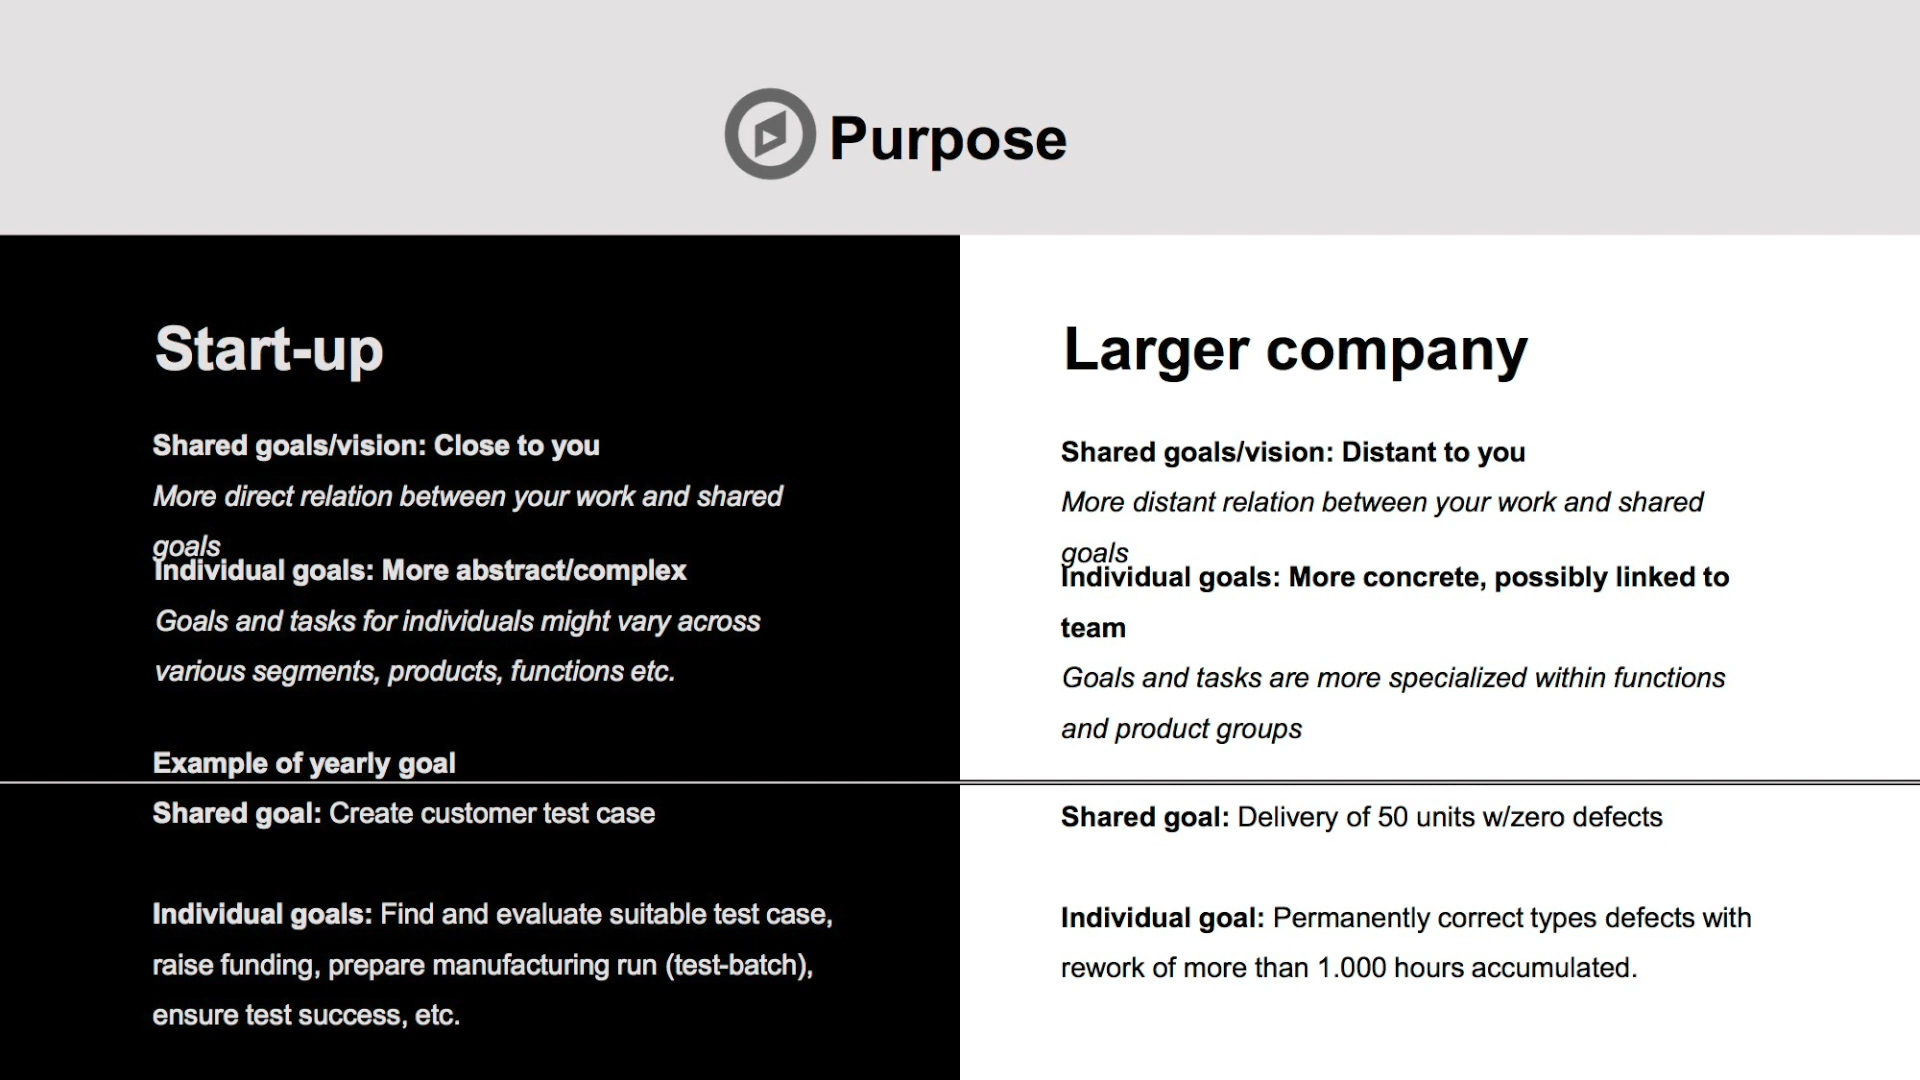 Purpose
Start-up
Shared goals/vision: Close to you
More direct relation between your work and shared
goals
Individual goals: More abstract/complex
Goals and tasks for individuals might vary across
various segments, products, functions etc.
Example of yearly goal
Shared goal: Create customer test case
Individual goals: Find and evaluate suitable test case,
raise funding, prepare manufacturing run (test-batch),
ensure test success, etc.
Larger company
Shared goals/vision: Distant to you
More distant relation between your work and shared
goals
Individual goals: More concrete, possibly linked to
team
Goals and tasks are more specialized within functions
and product groups
Shared goal: Delivery of 50 units w/zero defects
Individual goal: Permanently correct types defects with
rework of more than 1.000 hours accumulated.